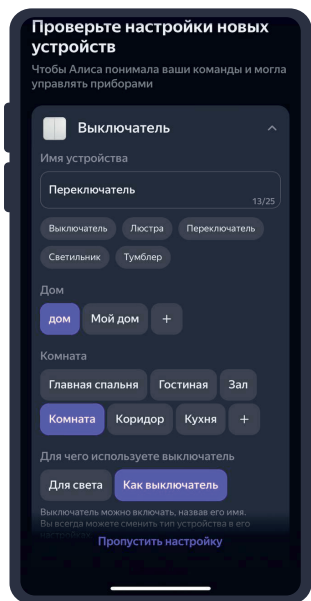 Проверьте настройки новых
устройств
Чтобы Алиса понимала ваши команды и могла
управлять приборами
Выключатель
Имя устройства
Переключатель
13/25
Выключатель Люстра Переключатель
Светильник Тумблер
Дом
дом Мой дом +
Комната
Главная спальня Гостиная Зал
Комната Коридор Кухня +
Для чего используете выключатель
Для света Как выключатель
Выключатель можно включать, назвав его имя.
Вы всегда можете сменить тип устройства в его
Пропустить настройку